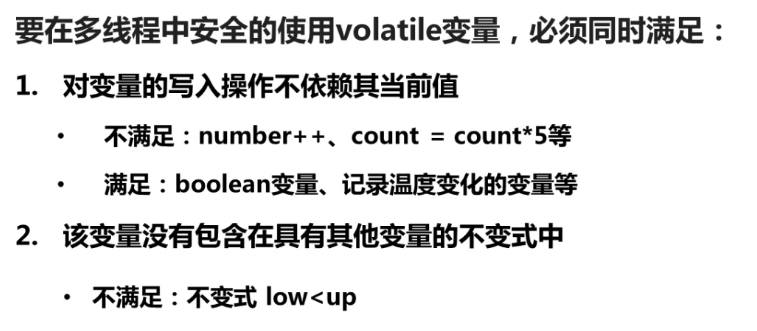 要在多线程中安全的使用volatile变量，必须同时满足：
1. 对变量的写入操作不依赖其当前值
• 不满足：number++、count = count*5等
• 满足：boolean变量、记录温度变化的变量等
2. 该变量没有包含在具有其他变量的不变式中
• 不满足：不变式 low<up